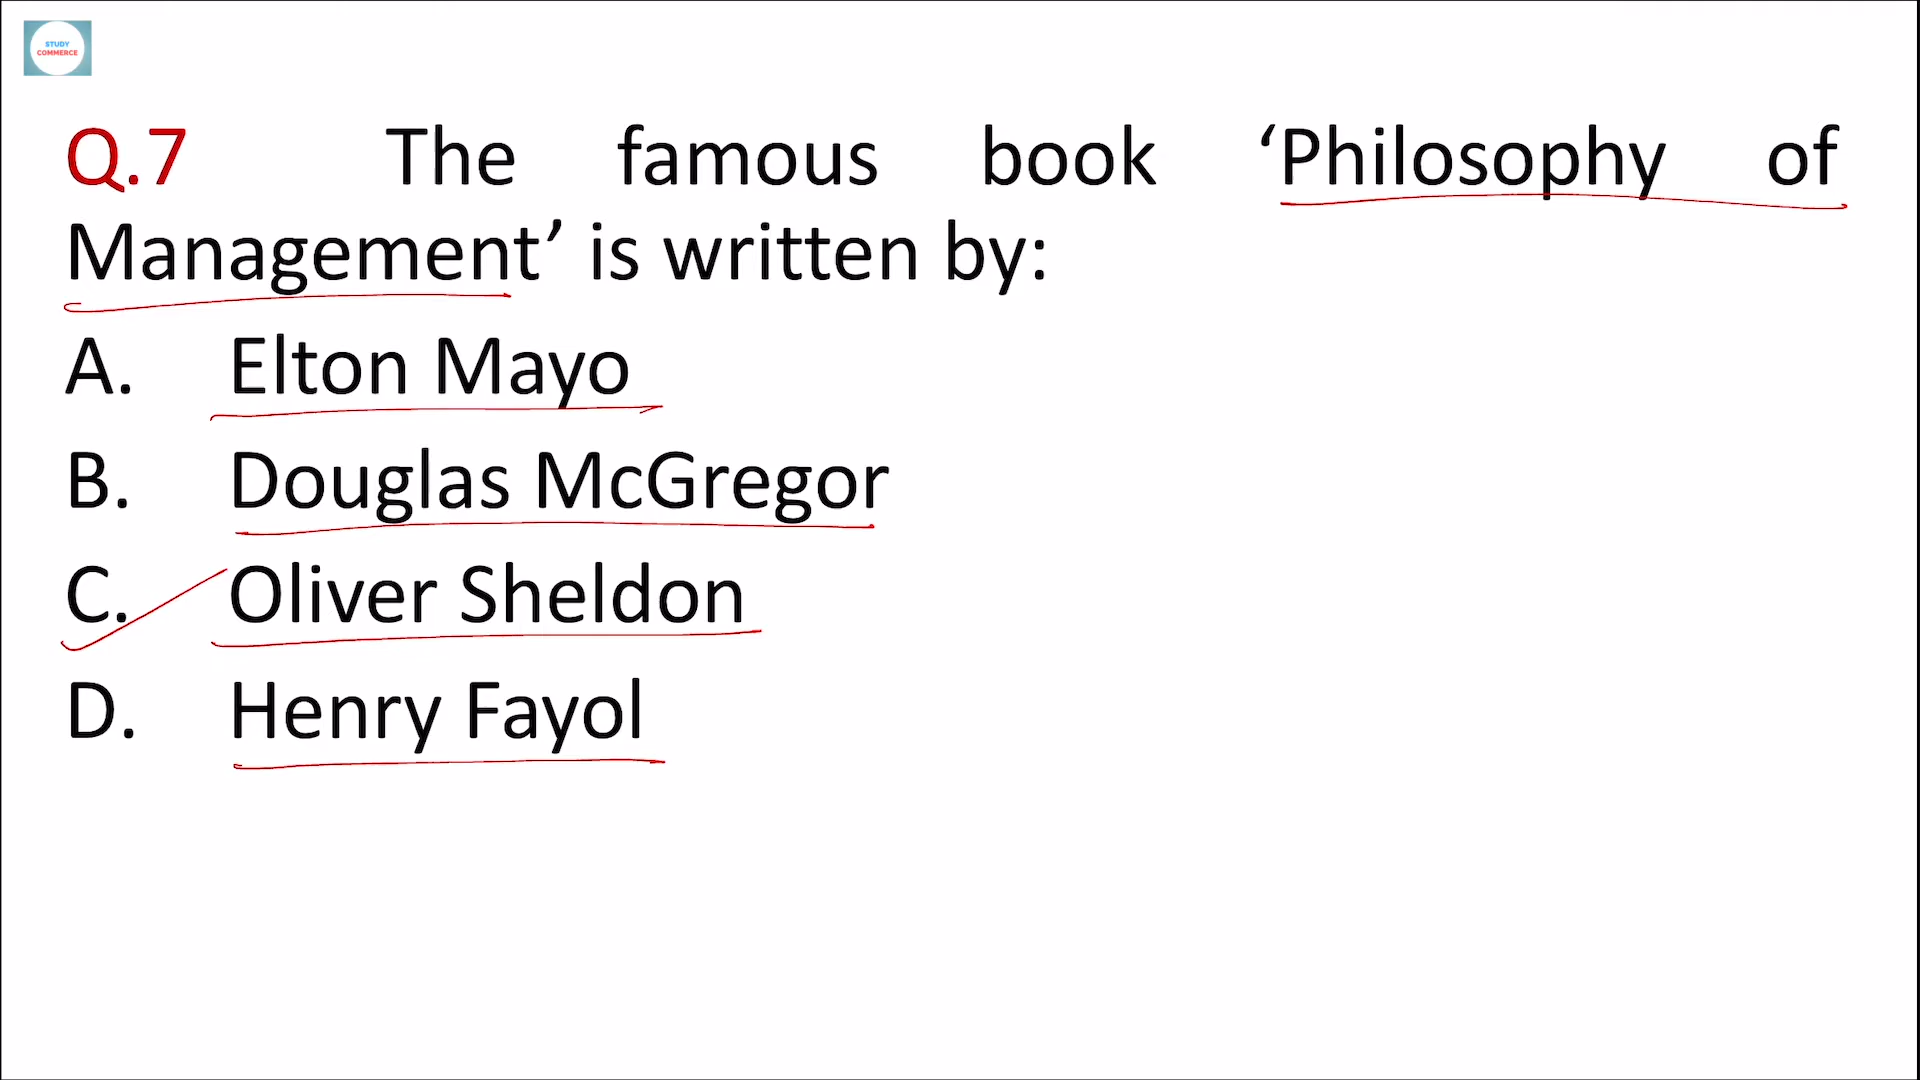 STUDY
COMMERCE
Q.7 The famous book ‘Philosophy of
Management’ is written by:
A. Elton Mayo
B. Douglas McGregor
C. Oliver Sheldon
D. Henry Fayol